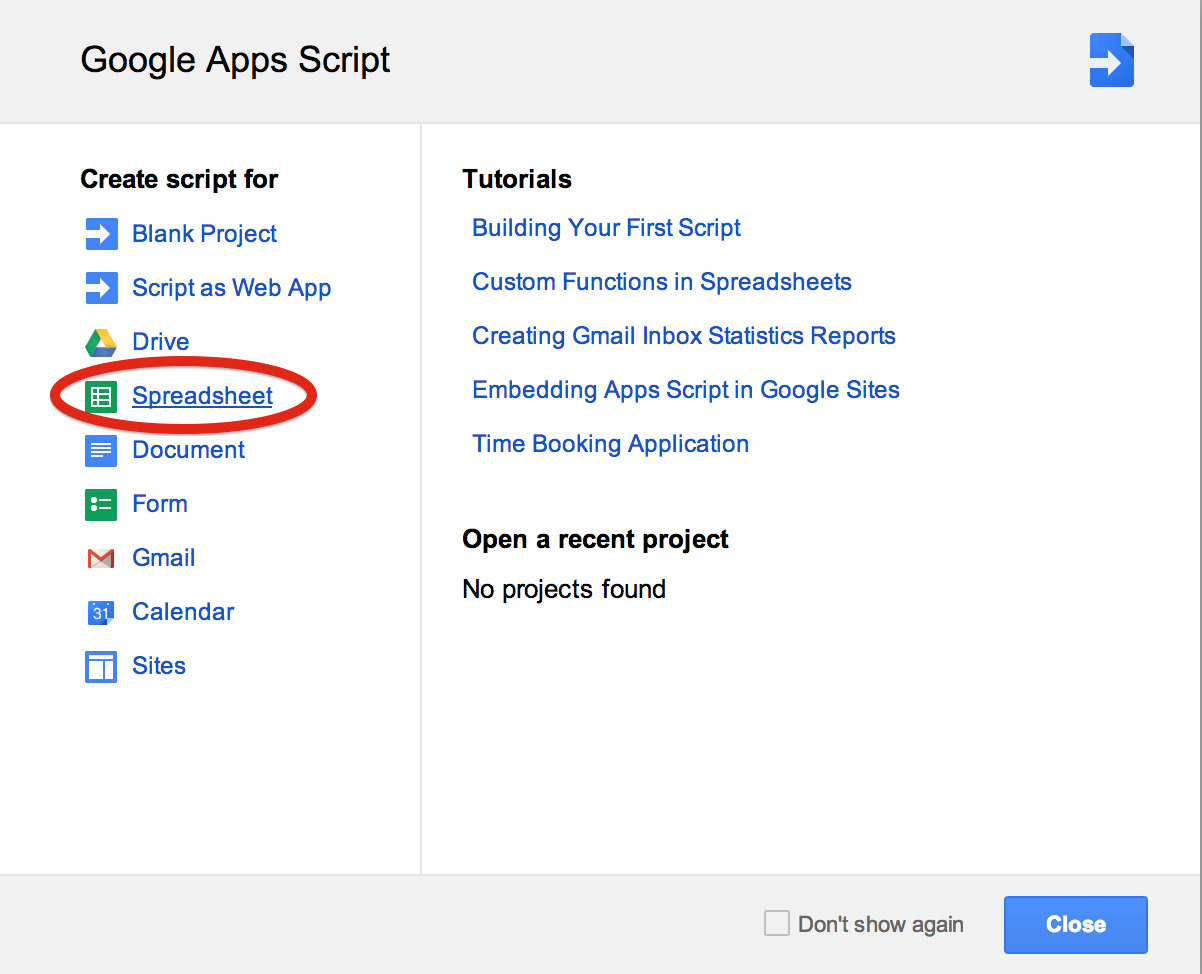 Google Apps Script
Create script for
Blank Project
Script as Web App
Drive
Spreadsheet
Document
Form
Gmail
31
Calendar
Sites
Tutorials
Building Your First Script
Custom Functions in Spreadsheets
Creating Gmail Inbox Statistics Reports
Embedding Apps Script in Google Sites
Time Booking Application
Open a recent project
No projects found
Don't show again
Close